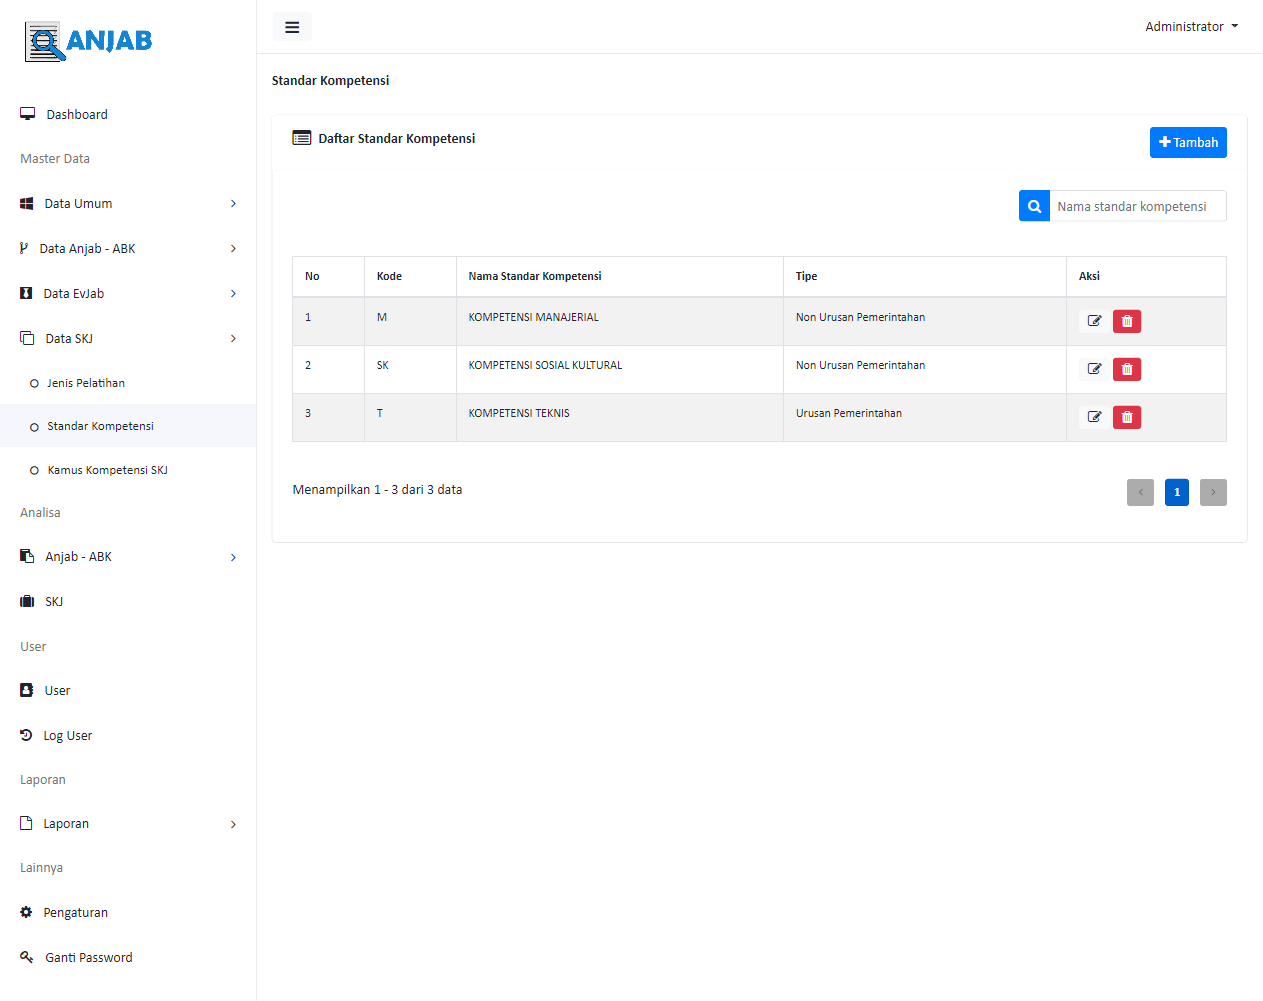 ANJAB
Administrator
Standar Kompetensi
Dashboard
Master Data
Data Umum
Data Anjab - ABK
Data EvJab
Data SKJ
Jenis Pelatihan
Standar Kompetensi
Kamus Kompetensi SKJ
Analisa
Anjab - ABK
SKJ
User
User
Log User
Laporan
Laporan
Lainnya
Pengaturan
Ganti Password
Daftar Standar Kompetensi
Tambah
Nama standar kompetensi
No Kode Nama Standar Kompetensi Tipe Aksi
1 M KOMPETENSI MANAJERIAL Non Urusan Pemerintahan
2 SK KOMPETENSI SOSIAL KULTURAL Non Urusan Pemerintahan
3 T KOMPETENSI TEKNIS Urusan Pemerintahan
Menampilkan 1 - 3 dari 3 data
‹ 1 ›